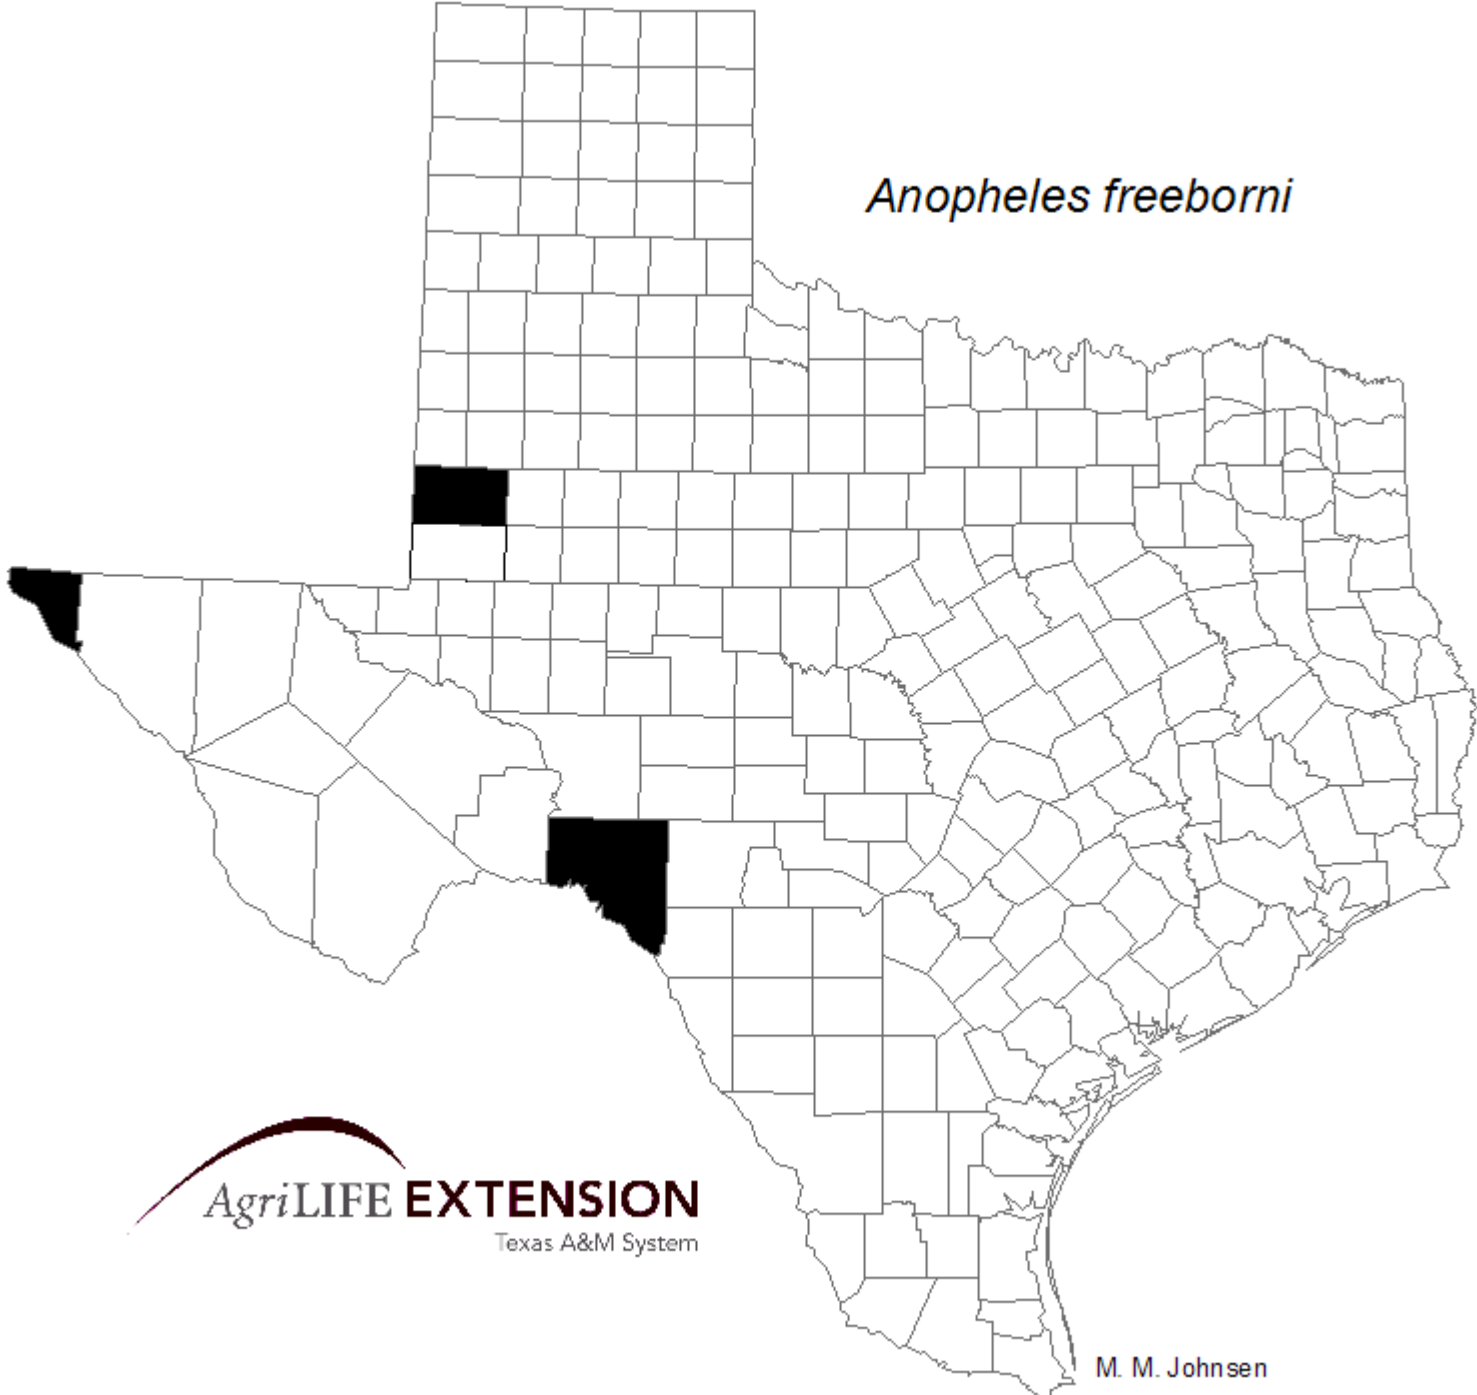 Anopheles freeborni
AgriLIFE EXTENSION
Texas A&M System
M. M. Johnsen